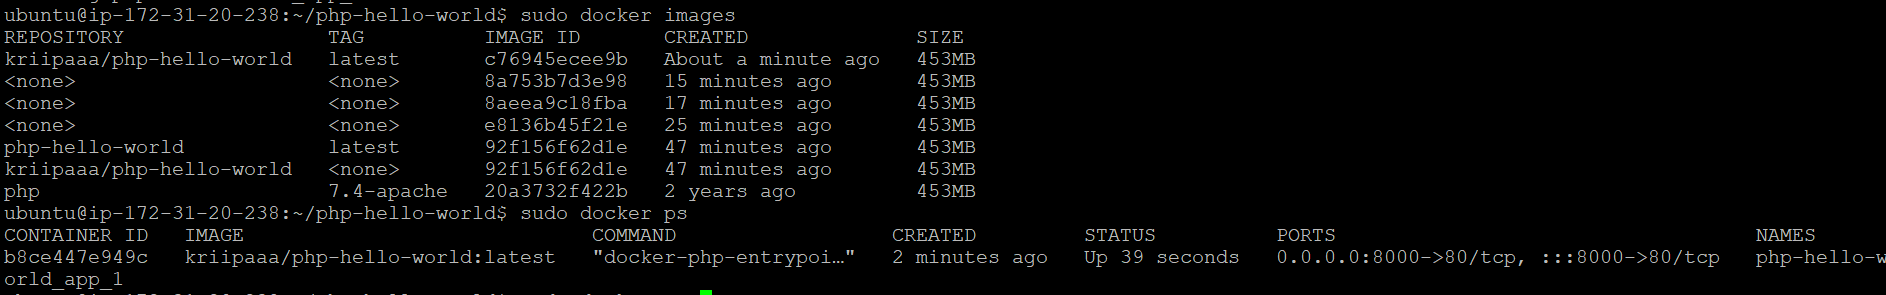 ubuntu@ip-172-31-20-238:~/php-hello-world$ sudo docker images
REPOSITORY TAG IMAGE ID CREATED SIZE
kriipaaa/php-hello-world latest c76945ecee9b About a minute ago 453MB
<none> <none> 8a753b7d3e98 15 minutes ago 453MB
<none> <none> 8aeea9c18fba 17 minutes ago 453MB
<none> <none> e8136b45f21e 25 minutes ago 453MB
php-hello-world latest 92f156f62d1e 47 minutes ago 453MB
kriipaaa/php-hello-world <none> 92f156f62d1e 47 minutes ago 453MB
php 7.4-apache 20a3732f422b 2 years ago 453MB
ubuntu@ip-172-31-20-238:~/php-hello-world$ sudo docker ps
CONTAINER ID IMAGE COMMAND CREATED STATUS PORTS NAMES
b8ce447e949c kriipaaa/php-hello-world:latest "docker-php-entrypoi…" 2 minutes ago Up 39 seconds 0.0.0.0:8000->80/tcp, :::8000->80/tcp php-hello-w
orld_app_1